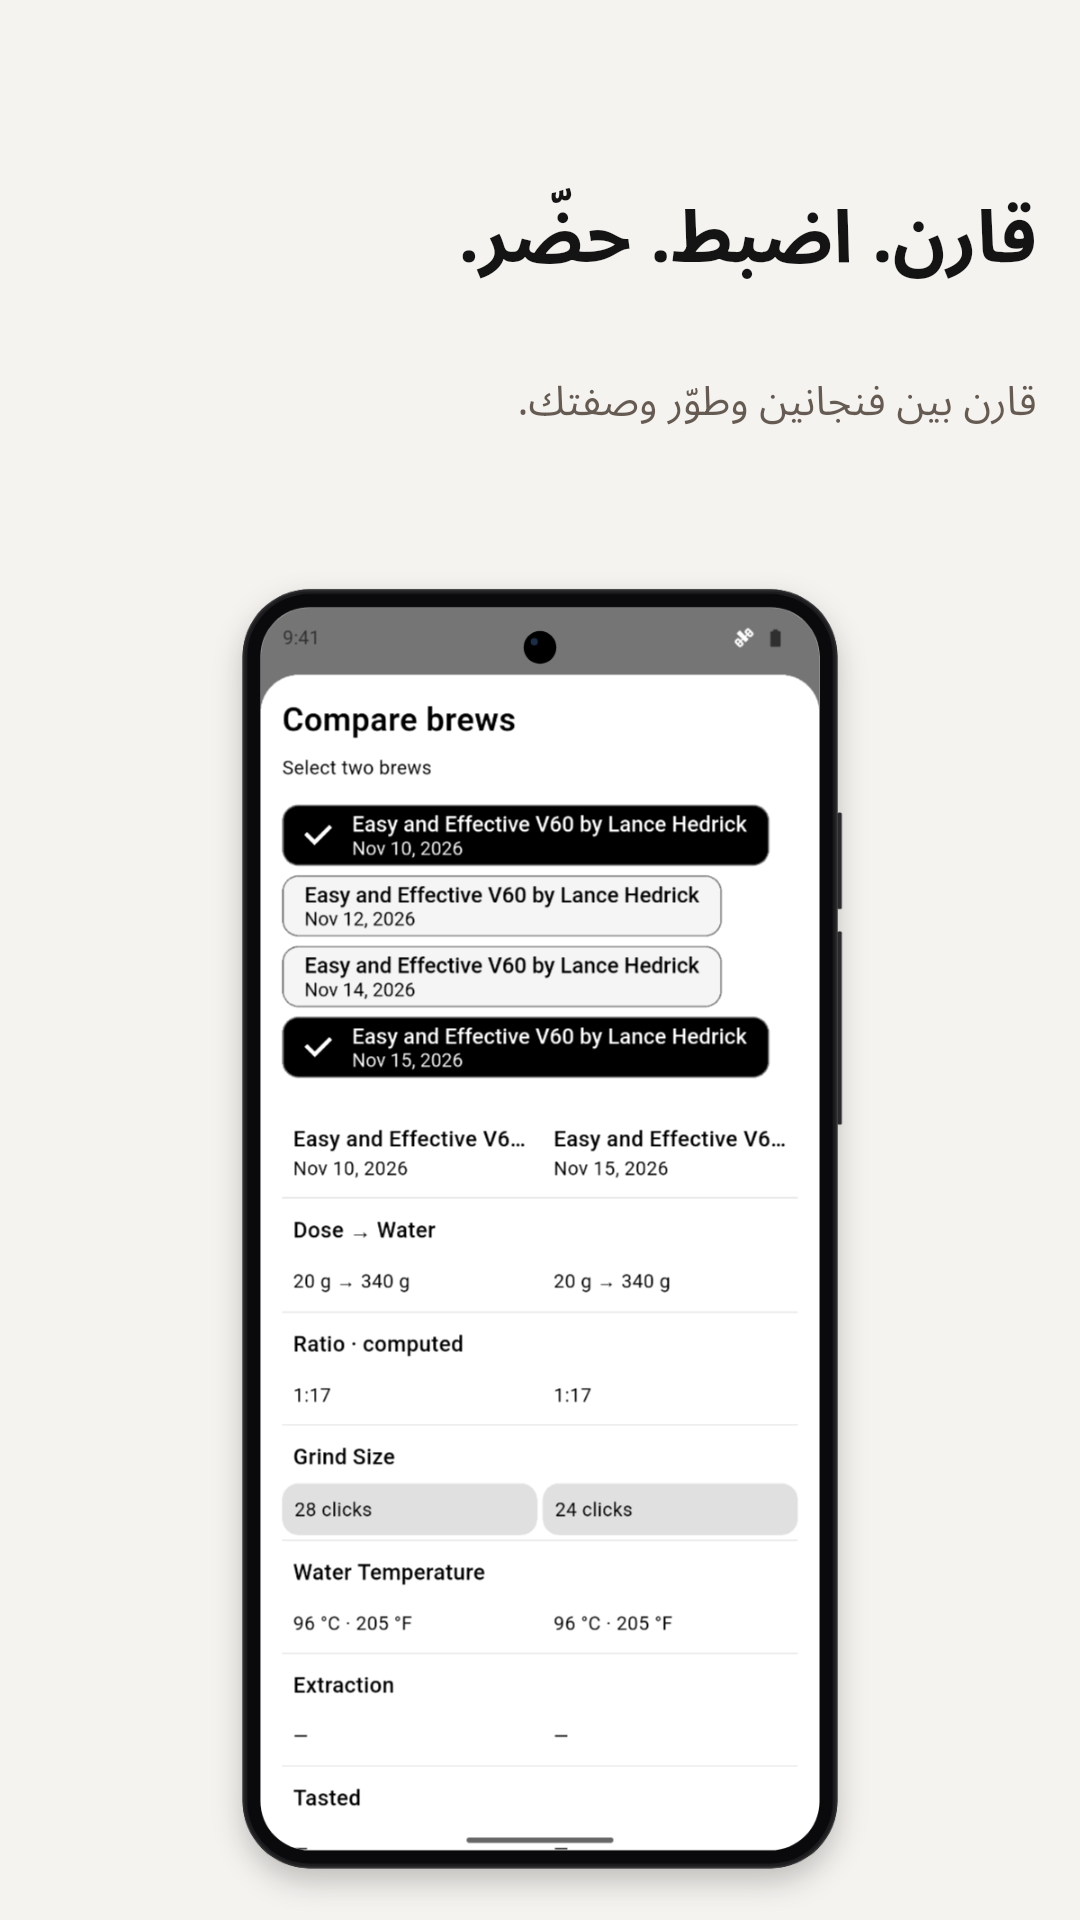 قارن. اضبط. حضّر.
قارن بين فنجانين وطوّر وصفتك.
9:41
Compare brews
Select two brews
Easy and Effective V60 by Lance Hedrick
Nov 10, 2026
Easy and Effective V60 by Lance Hedrick
Nov 12, 2026
Easy and Effective V60 by Lance Hedrick
Nov 14, 2026
Easy and Effective V60 by Lance Hedrick
Nov 15, 2026
Easy and Effective V6... Easy and Effective V6...
Nov 10, 2026 Nov 15, 2026
Dose → Water
20 g → 340 g 20 g → 340 g
Ratio · computed
1:17 1:17
Grind Size
28 clicks 24 clicks
Water Temperature
96 °C · 205 °F 96 °C · 205 °F
Extraction
– –
Tasted
– –